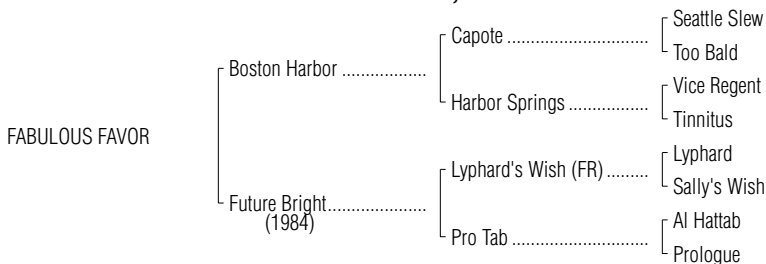 Seattle Slew
Capote
Too Bald
Boston Harbor
Vice Regent
Harbor Springs
Tinnitus
FABULOUS FAVOR
Lyphard
Lyphard's Wish (FR)
Sally's Wish
Future Bright
(1984)
Al Hattab
Pro Tab
Prologue